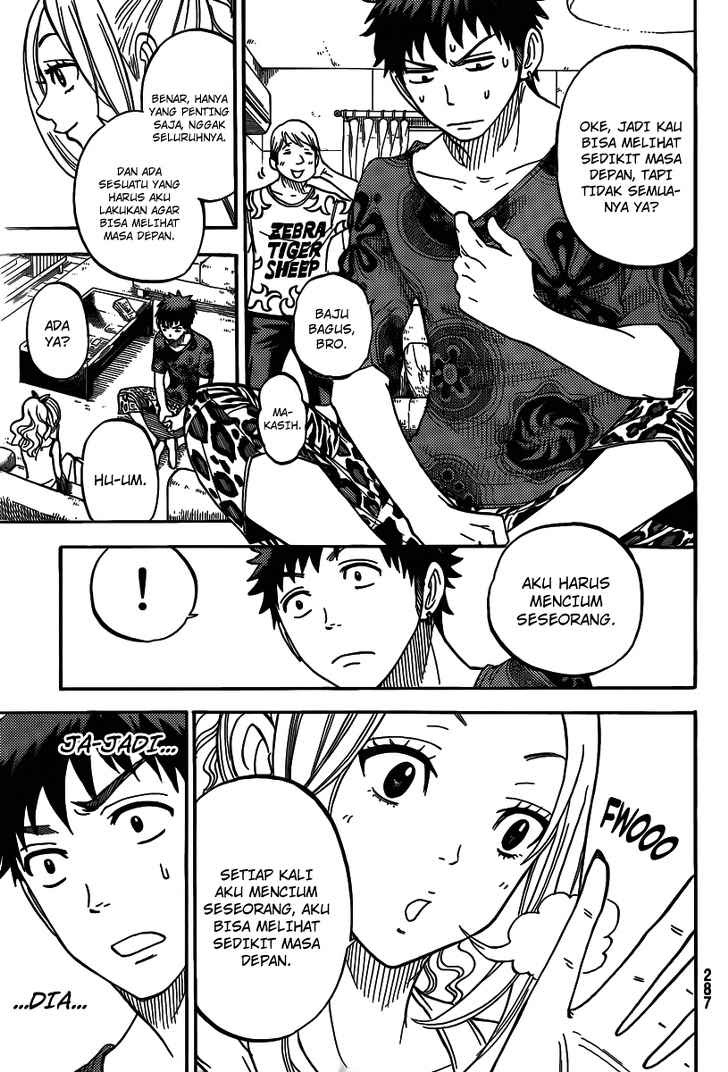 OKE, JADI KAU
BISA MELIHAT
SEDIKIT MASA
DEPAN, TAPI
TIDAK SEMUA-
NYA YA?
ZEBRA
TIGER
SHEEP
BAJU
BAGUS,
BRO.
MA-
KASIH.
BENAR, HANYA
YANG PENTING
SAJA, NGGAK
SELURUHNYA.
DAN ADA
SESUATU YANG
HARUS AKU
LAKUKAN AGAR
BISA MELIHAT
MASA DEPAN.
ADA
YA?
HU-UM.
AKU HARUS
MENCIUM
SESEORANG.
!
FWOOO
SETIAP KALI
AKU MENCIUM
SESEORANG, AKU
BISA MELIHAT
SEDIKIT MASA
DEPAN.
JA-JADI...
...DIA...
287